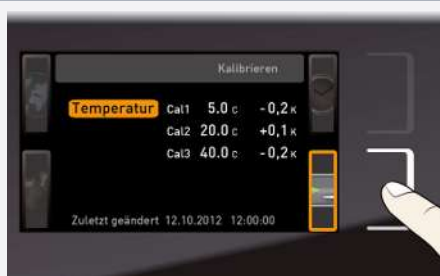 Kalibrieren
Temperatur Cal1 5.0 C -0,2 K
Cal2 20.0 C +0,1 K
Cal3 40.0 C -0,2 K
Zuletzt geändert 12.10.2012 12:00:00